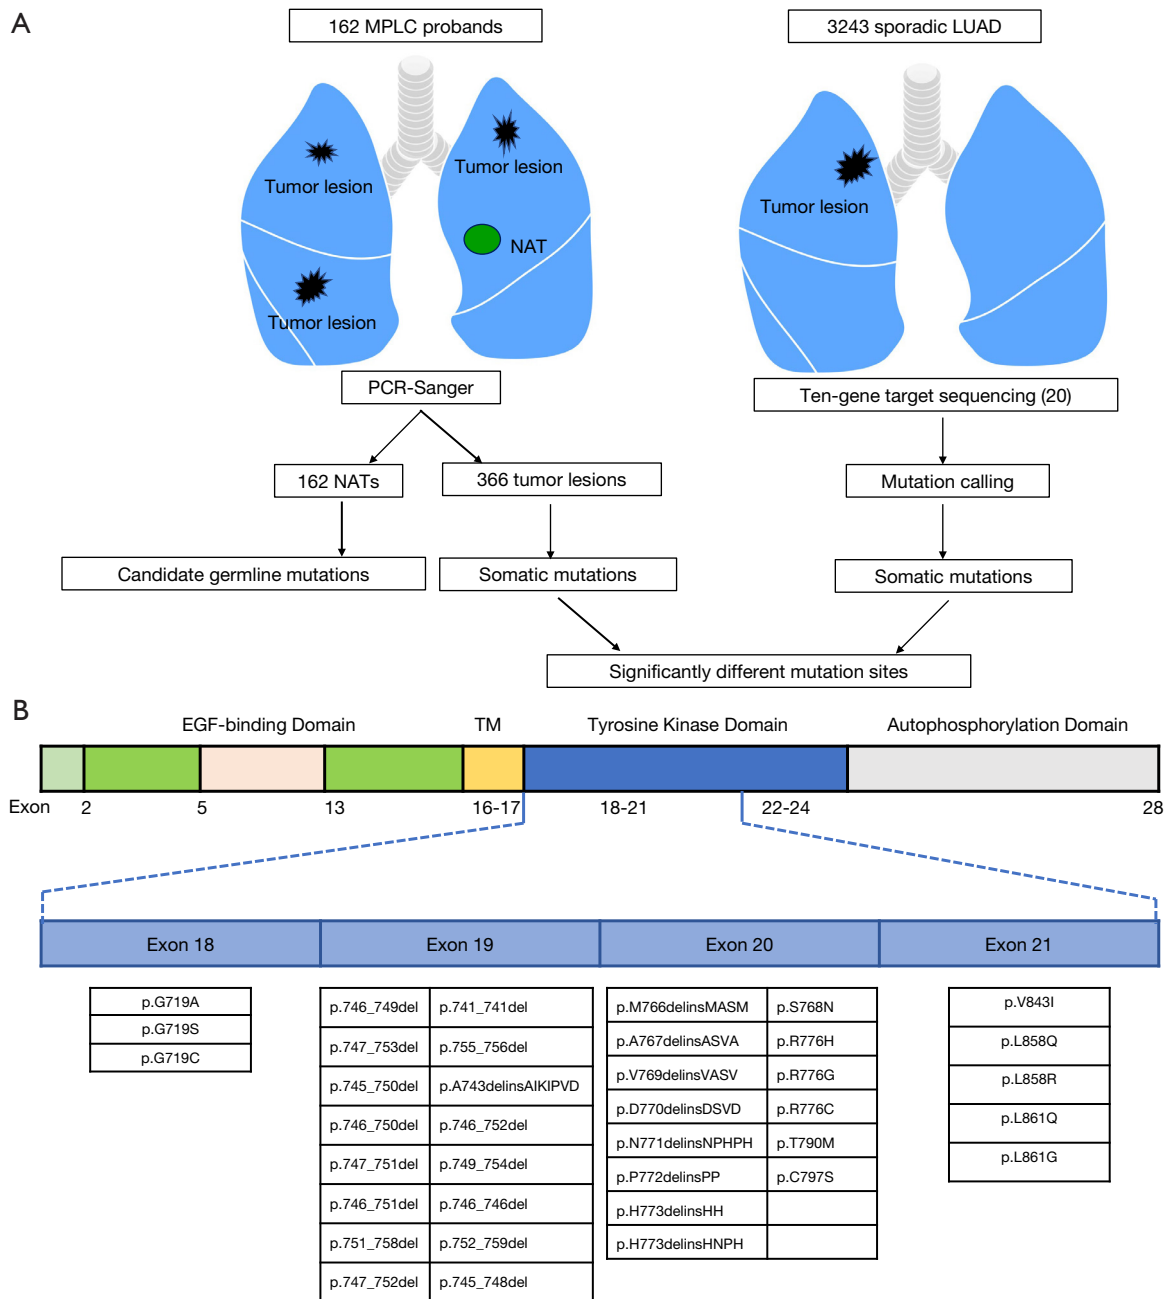 A
162 MPLC probands
3243 sporadic LUAD
Tumor lesion
Tumor lesion
Tumor lesion
NAT
Tumor lesion
PCR-Sanger
Ten-gene target sequencing (20)
162 NATs
366 tumor lesions
Mutation calling
Candidate germline mutations
Somatic mutations
Somatic mutations
Significantly different mutation sites
B
EGF-binding Domain
TM
Tyrosine Kinase Domain
Autophosphorylation Domain
Exon 2 5 13 16-17 18-21 22-24 28
Exon 18
Exon 19
Exon 20
Exon 21
p.G719A
p.G719S
p.G719C
p.746_749del p.741_741del
p.747_753del p.755_756del
p.745_750del p.A743delinsAIKIPVD
p.746_750del p.746_752del
p.747_751del p.749_754del
p.746_751del p.746_746del
p.751_758del p.752_759del
p.747_752del p.745_748del
p.M766delinsMASM p.S768N
p.A767delinsASVA p.R776H
p.V769delinsVASV p.R776G
p.D770delinsDSVD p.R776C
p.N771delinsNPHPH p.T790M
p.P772delinsPP p.C797S
p.H773delinsHH
p.H773delinsHNPH
p.V843I
p.L858Q
p.L858R
p.L861Q
p.L861G